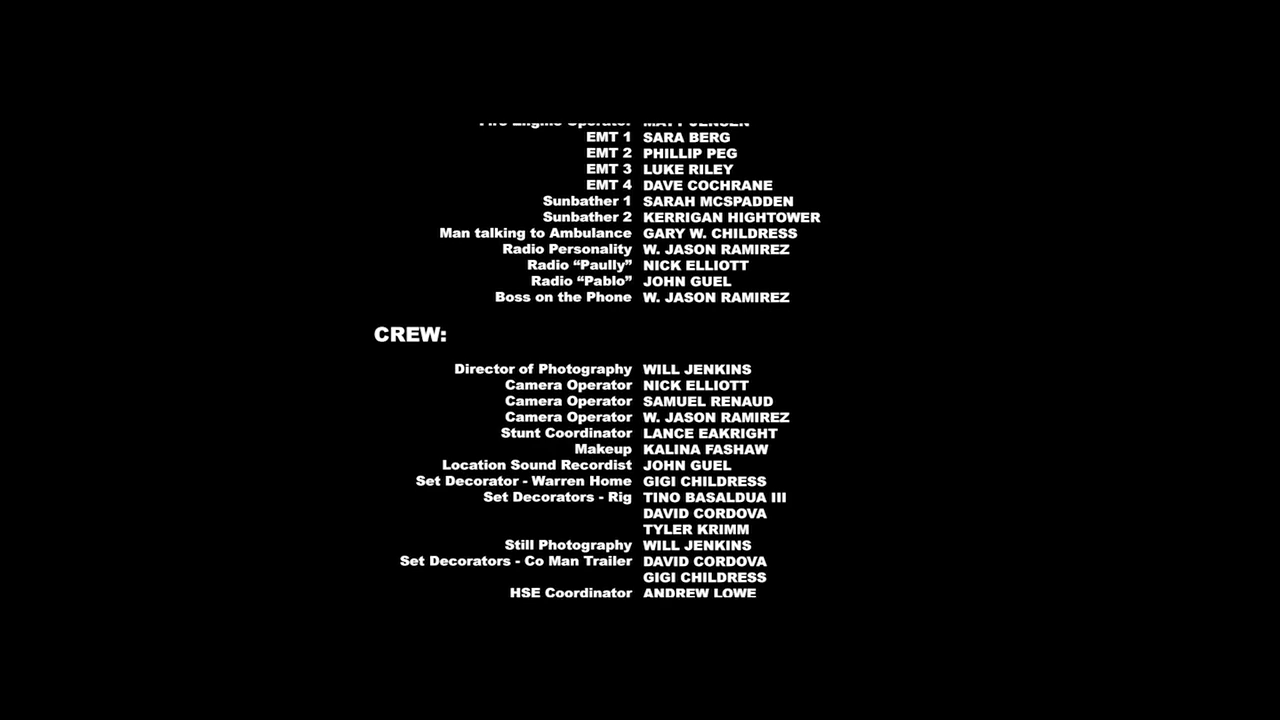 Fire Engine Operator MATT JENSEN
EMT 1 SARA BERG
EMT 2 PHILLIP PEG
EMT 3 LUKE RILEY
EMT 4 DAVE COCHRANE
Sunbather 1 SARAH MCSPADDEN
Sunbather 2 KERRIGAN HIGHTOWER
Man talking to Ambulance GARY W. CHILDRESS
Radio Personality W. JASON RAMIREZ
Radio “Paully” NICK ELLIOTT
Radio “Pablo” JOHN GUEL
Boss on the Phone W. JASON RAMIREZ
CREW:
Director of Photography WILL JENKINS
Camera Operator NICK ELLIOTT
Camera Operator SAMUEL RENAUD
Camera Operator W. JASON RAMIREZ
Stunt Coordinator LANCE EAKRIGHT
Makeup KALINA FASHAW
Location Sound Recordist JOHN GUEL
Set Decorator - Warren Home GIGI CHILDRESS
Set Decorators - Rig TINO BASALDUA III
DAVID CORDOVA
TYLER KRIMM
Still Photography WILL JENKINS
Set Decorators - Co Man Trailer DAVID CORDOVA
GIGI CHILDRESS
HSE Coordinator ANDREW LOWE